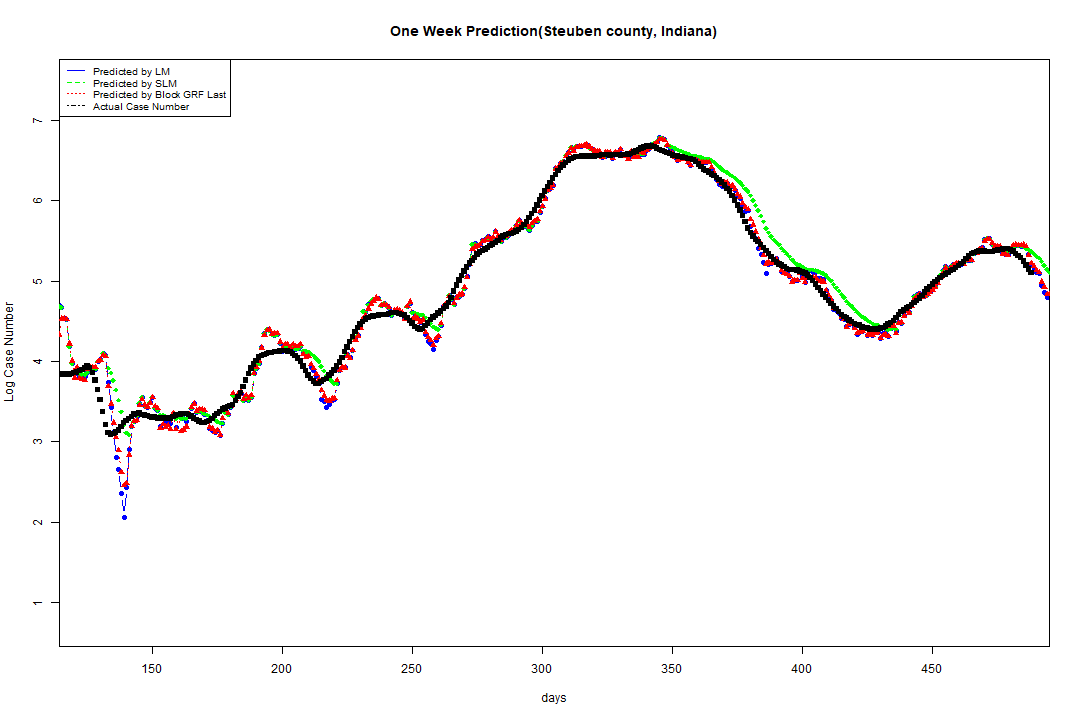 One Week Prediction(Steuben county, Indiana)
Predicted by LM
Predicted by SLM
Predicted by Block GRF Last
Actual Case Number
7
6
5
4
3
2
1
Log Case Number
150 200 250 300 350 400 450
days